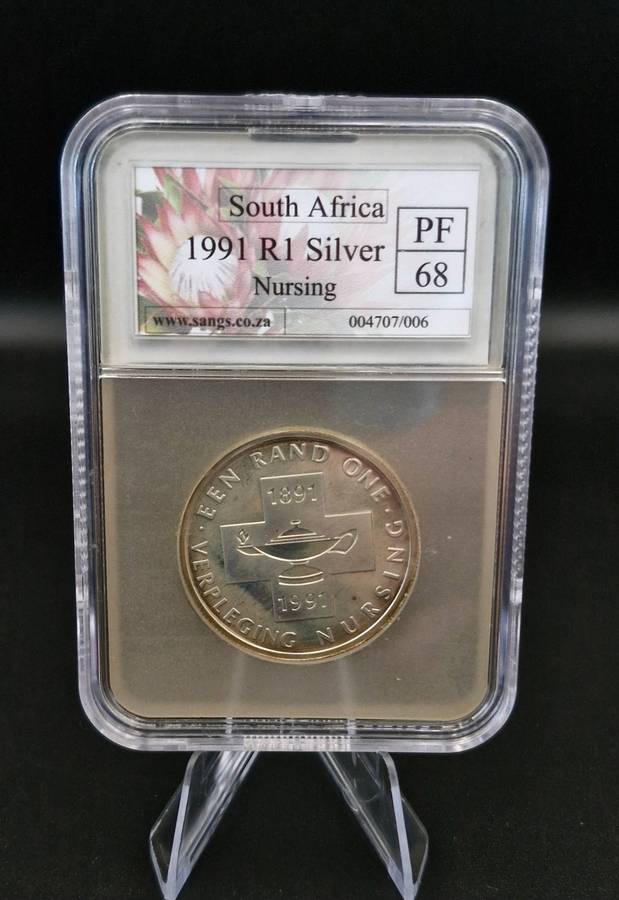 South Africa
1991 R1 Silver
Nursing
PF
68
www.sangs.co.za
004707/006
· EEN RAND ONE ·
1891
1991
VERPLEGING NURSING